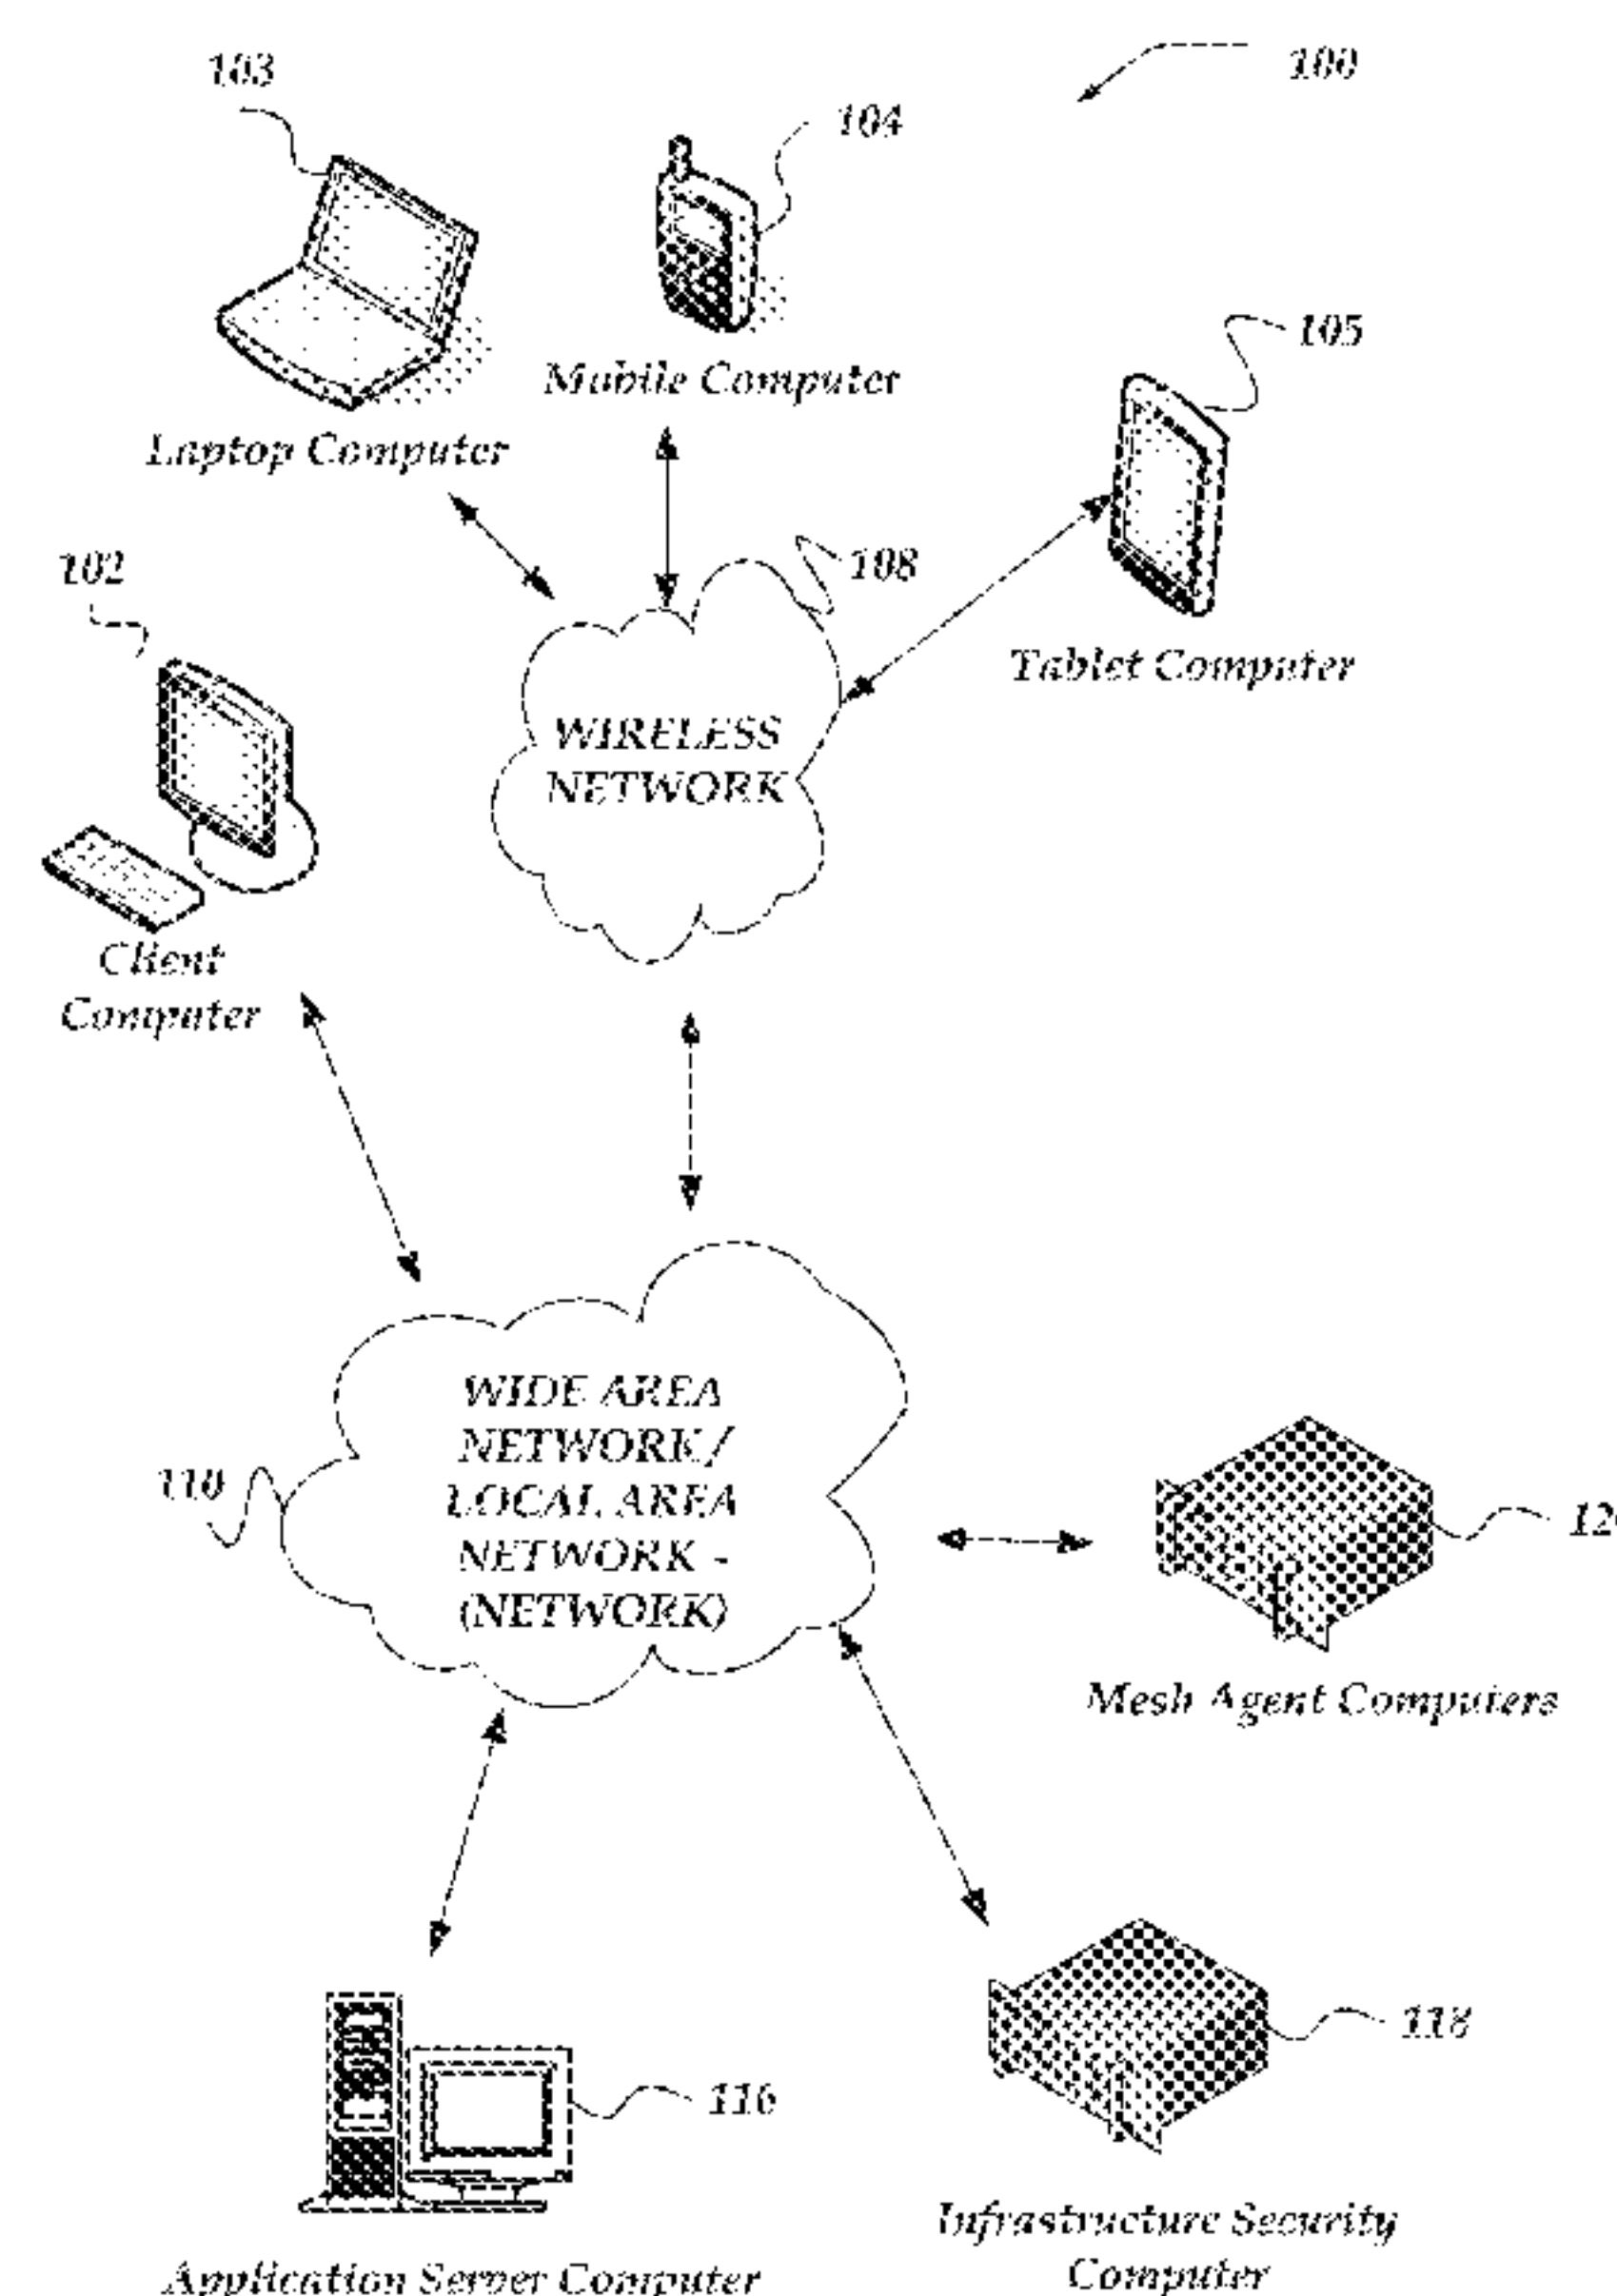 103
100
104
105
Mobile Computer
Laptop Computer
102
108
Tablet Computer
WIRELESS
NETWORK
Client
Computer
WIDE AREA
NETWORK/
LOCAL AREA
NETWORK -
(NETWORK)
110
Mesh Agent Computers
118
116
Infrastructure Security
Computer
Application Server Computer